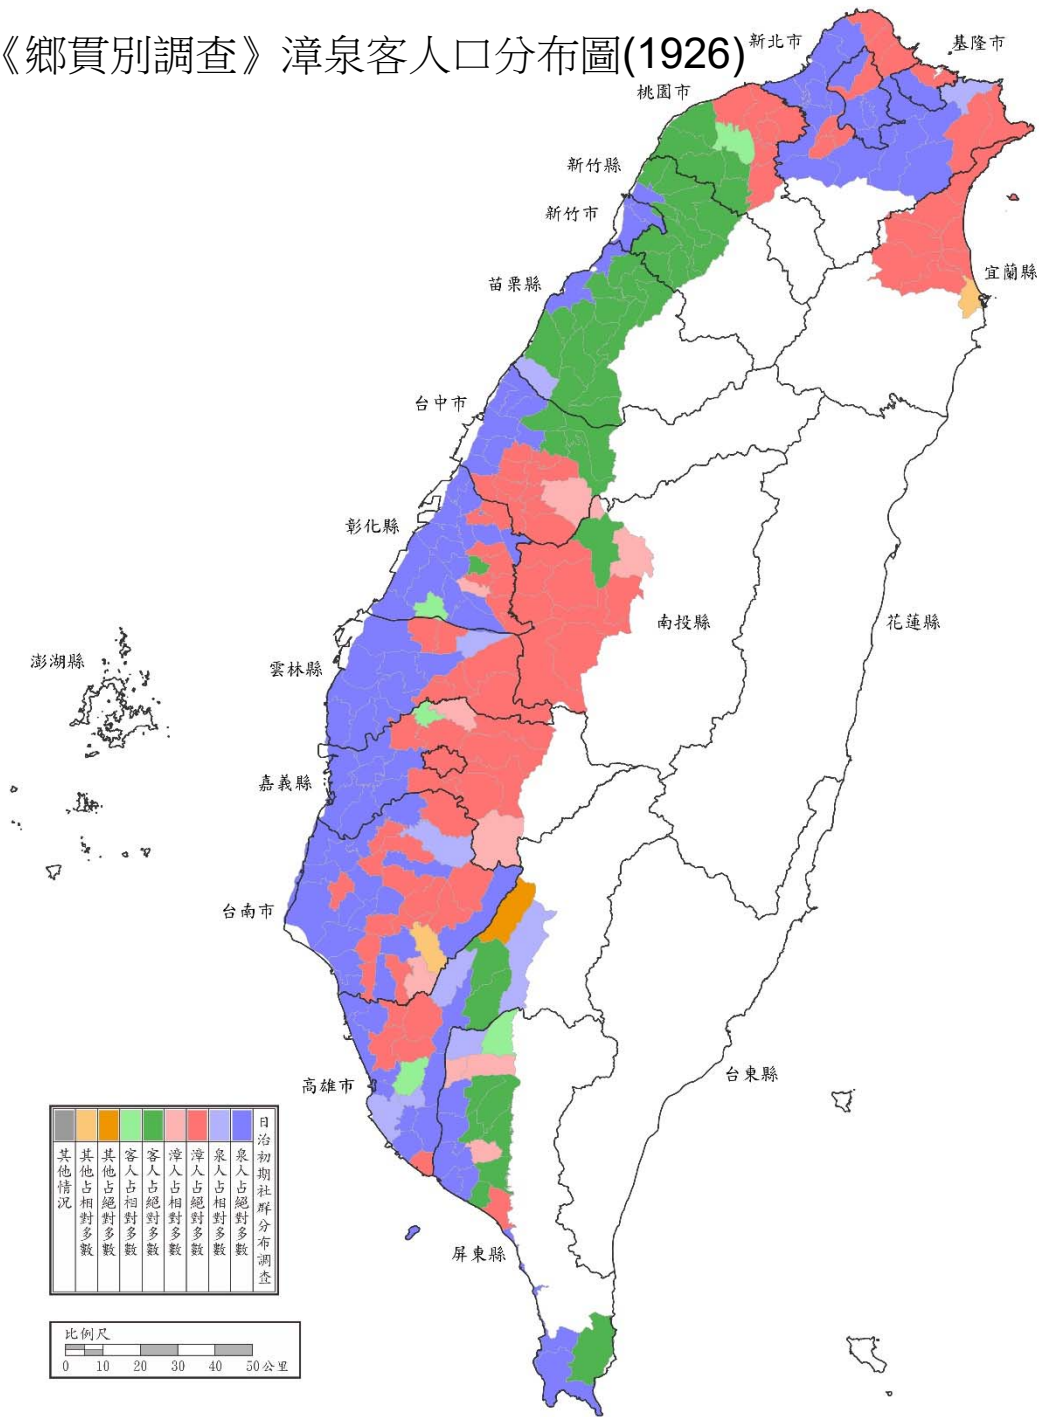 《鄉貫別調查》漳泉客人口分布圖(1926)
新北市
基隆市
桃園市
新竹縣
新竹市
宜蘭縣
苗栗縣
台中市
彰化縣
南投縣
花蓮縣
澎湖縣
雲林縣
嘉義縣
台南市
台東縣
高雄市
屏東縣
日治初期社群分布調查
泉人占絕對多數
泉人占相對多數
漳人占絕對多數
漳人占相對多數
客人占絕對多數
客人占相對多數
其他占絕對多數
其他占相對多數
其他情況
比例尺
0 10 20 30 40 50公里